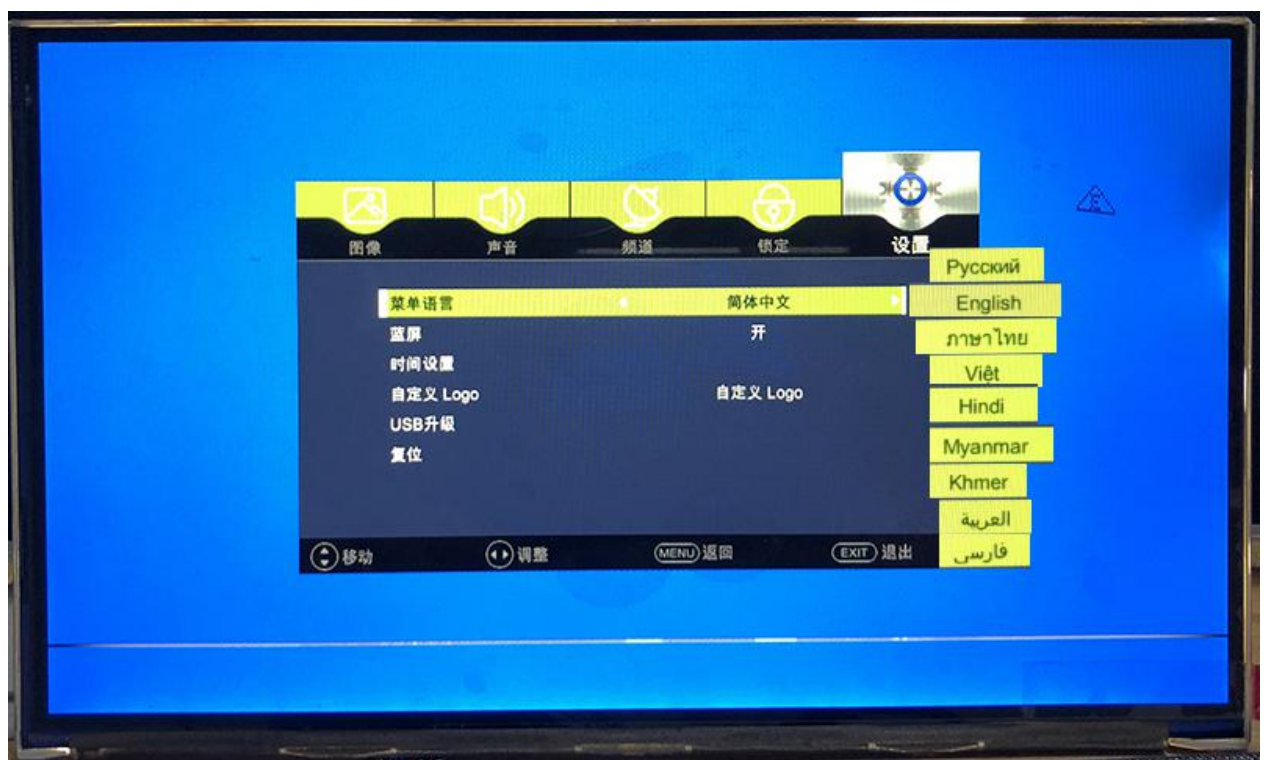 图像 声音 频道 锁定 设置
Русский
菜单语言 简体中文 English
蓝屏 开
ภาษาไทย
时间设置
Việt
自定义 Logo 自定义 Logo
Hindi
USB升级
Myanmar
复位
Khmer
العربية
移动 调整 MENU 返回 EXIT 退出
فارسی